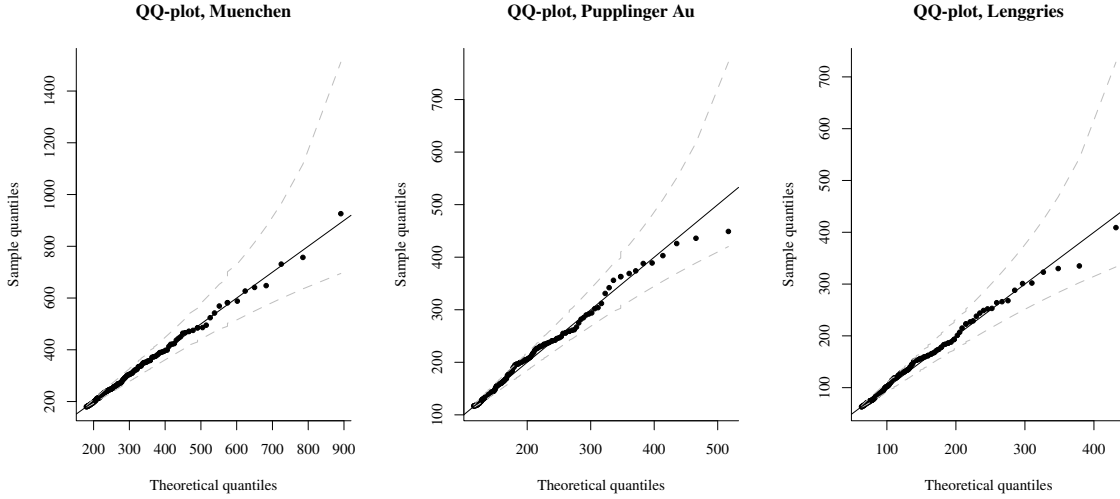 QQ-plot, Muenchen
Sample quantiles
200 400 600 800 1000 1200 1400
200 300 400 500 600 700 800 900
Theoretical quantiles
QQ-plot, Pupplinger Au
Sample quantiles
100 200 300 400 500 600 700
200 300 400 500
Theoretical quantiles
QQ-plot, Lenggries
Sample quantiles
100 200 300 400 500 600 700
100 200 300 400
Theoretical quantiles